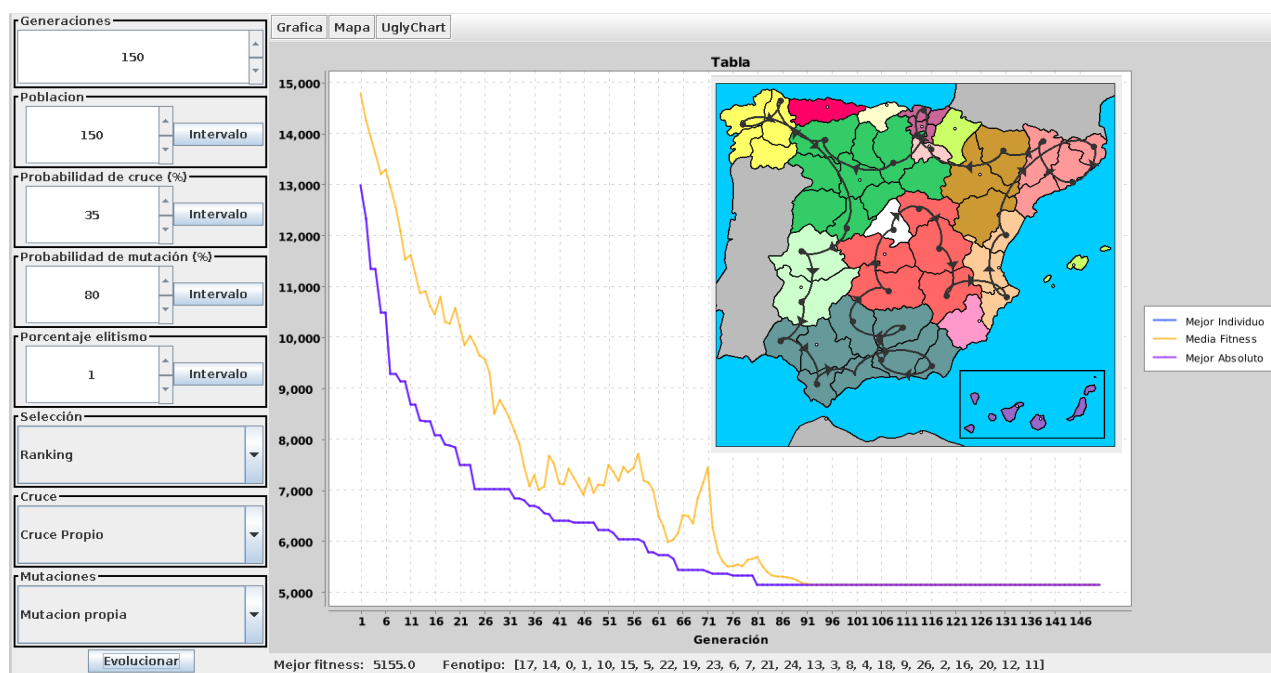 Generaciones
150
Poblacion
150
Intervalo
Probabilidad de cruce (%)
35
Intervalo
Probabilidad de mutación (%)
80
Intervalo
Porcentaje elitismo
1
Intervalo
Selección
Ranking
Cruce
Cruce Propio
Mutaciones
Mutacion propia
Evolucionar
Grafica Mapa UglyChart
Tabla
15,000
14,000
13,000
12,000
11,000
10,000
9,000
8,000
7,000
6,000
5,000
1 6 11 16 21 26 31 36 41 46 51 56 61 66 71 76 81 86 91 96 101 106 111 116 121 126 131 136 141 146
Generación
Mejor Individuo
Media Fitness
Mejor Absoluto
Mejor fitness: 5155.0 Fenotipo: [17, 14, 0, 1, 10, 15, 5, 22, 19, 23, 6, 7, 21, 24, 13, 3, 8, 4, 18, 9, 26, 2, 16, 20, 12, 11]